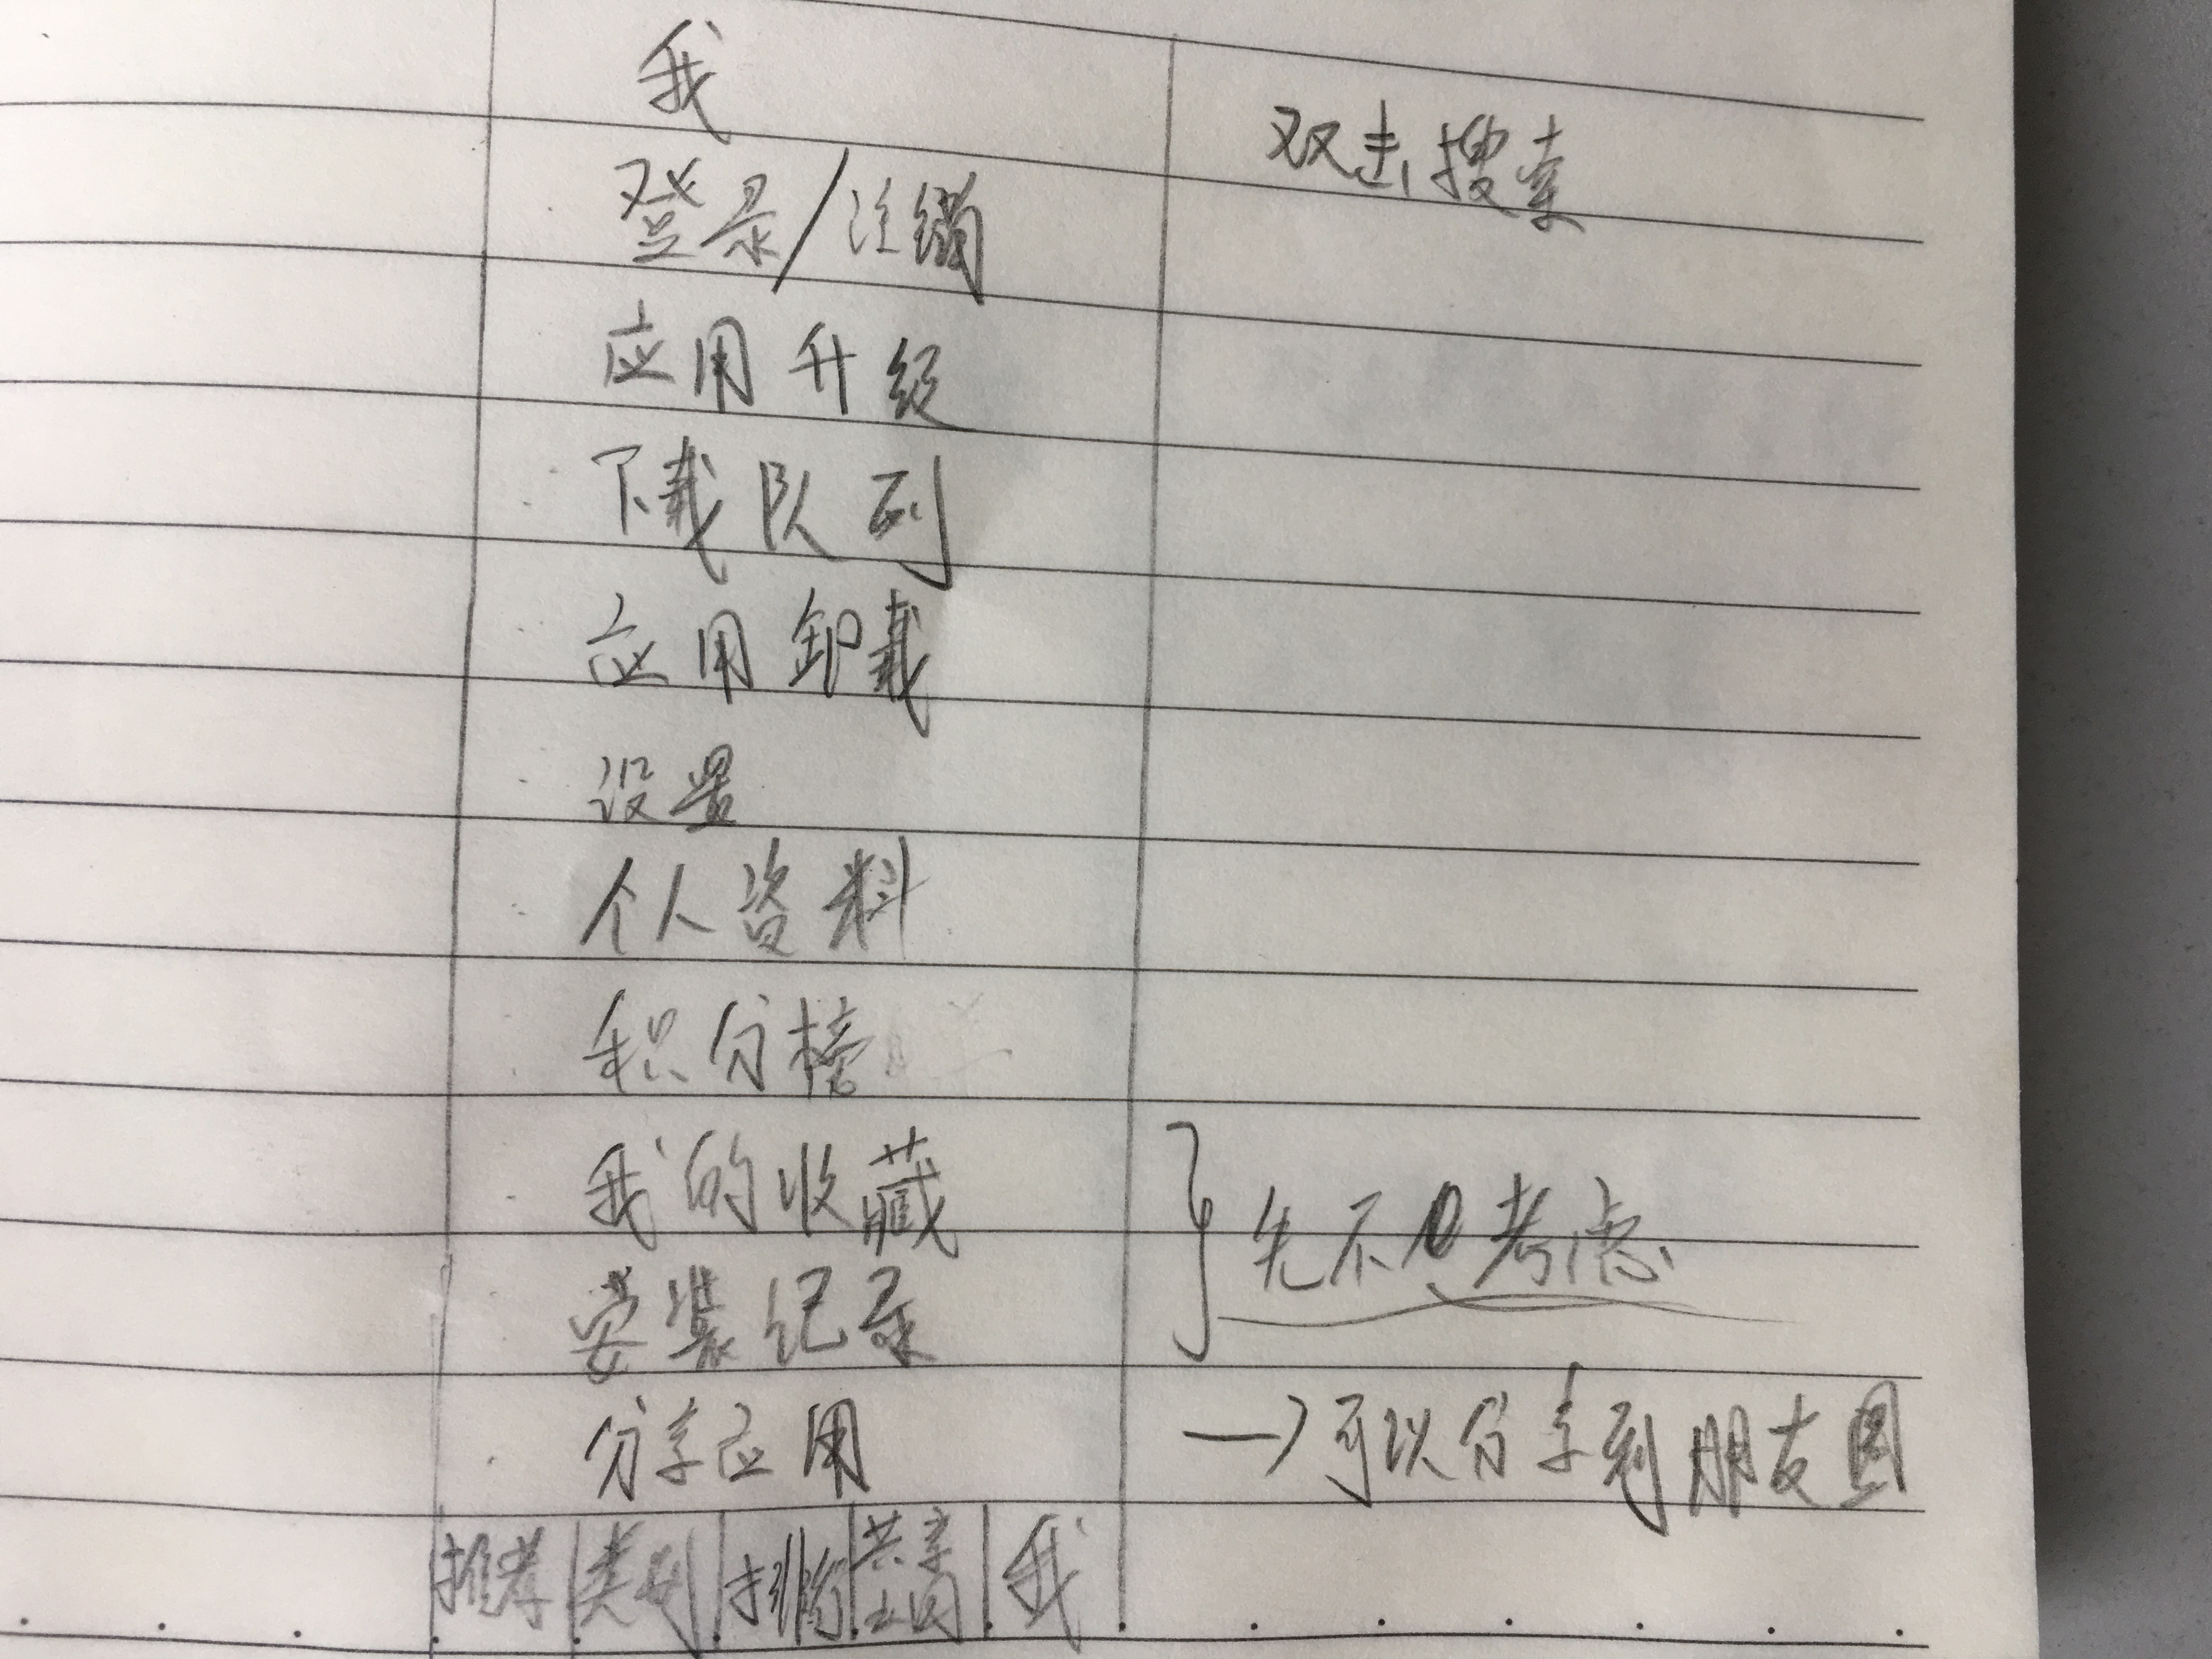 我
双击搜索
登录/注销
应用升级
下载队列
应用卸载
设置
个人资料
积分榜
我的收藏
安装记录
先不考虑
分享应用
→可以分享到朋友圈
推荐 类别 排行 共享 我